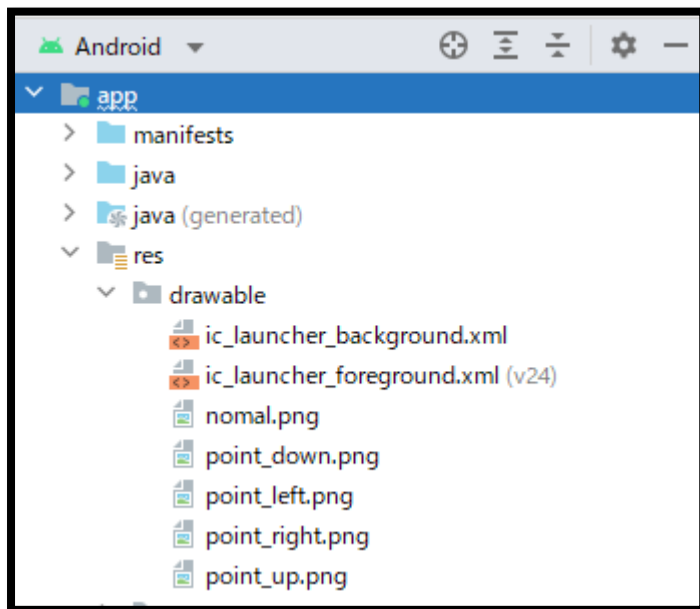 Android
app
manifests
java
java (generated)
res
drawable
ic_launcher_background.xml
ic_launcher_foreground.xml (v24)
nomal.png
point_down.png
point_left.png
point_right.png
point_up.png